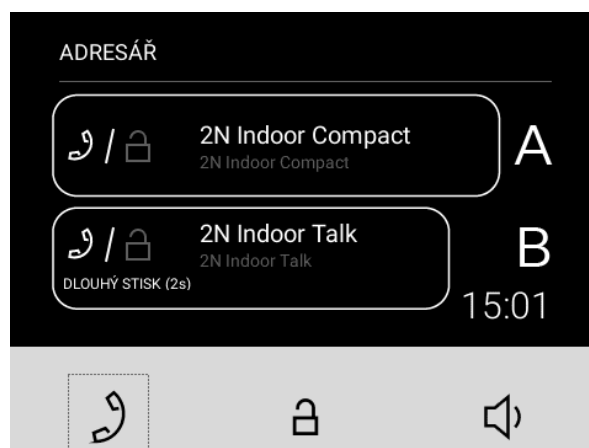 ADRESÁŘ
2N Indoor Compact
2N Indoor Compact
A
2N Indoor Talk
2N Indoor Talk
B
DLOUHÝ STISK (2s)
15:01